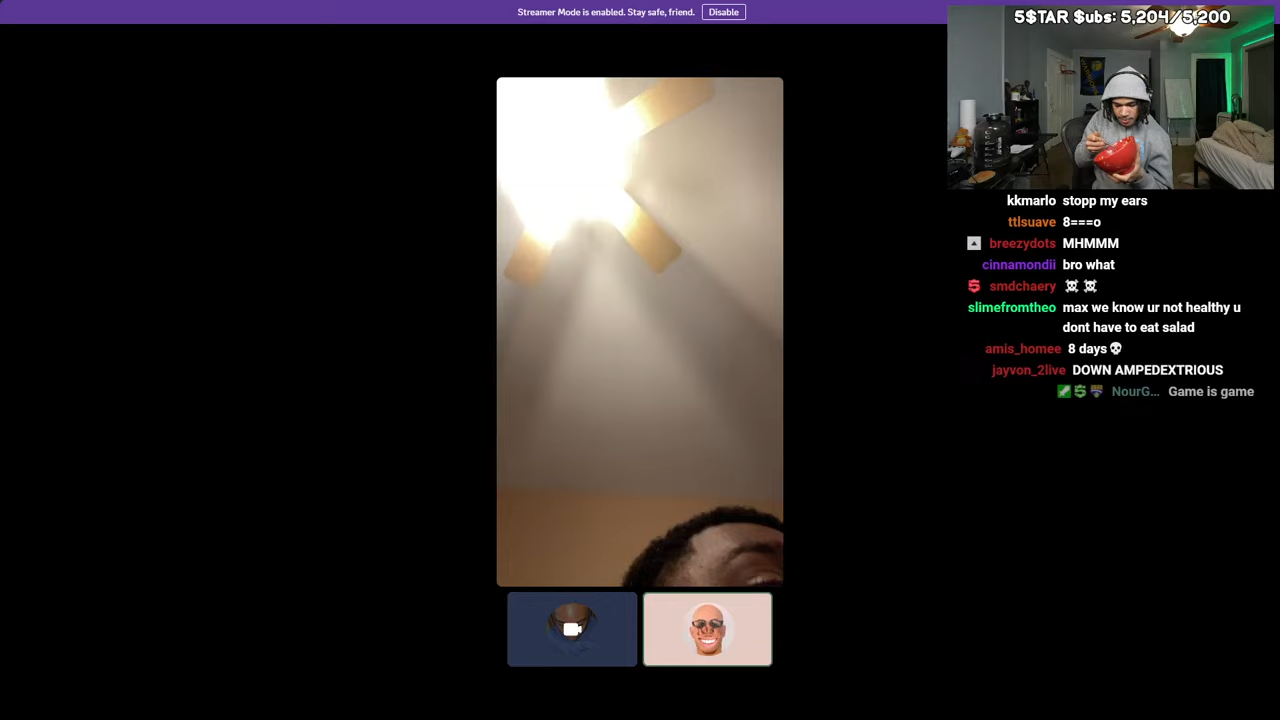 Streamer Mode is enabled. Stay safe, friend. Disable
5$TAR $ubs: 5,204/5,200
kkmarlo stopp my ears
ttlsuave 8===o
breezydots MHMMM
cinnamondii bro what
smdchaery ☠️ ☠️
slimefromtheo max we know ur not healthy u
dont have to eat salad
amis_homee 8 days💀
jayvon_2live DOWN AMPEDEXTRIOUS
NourG... Game is game